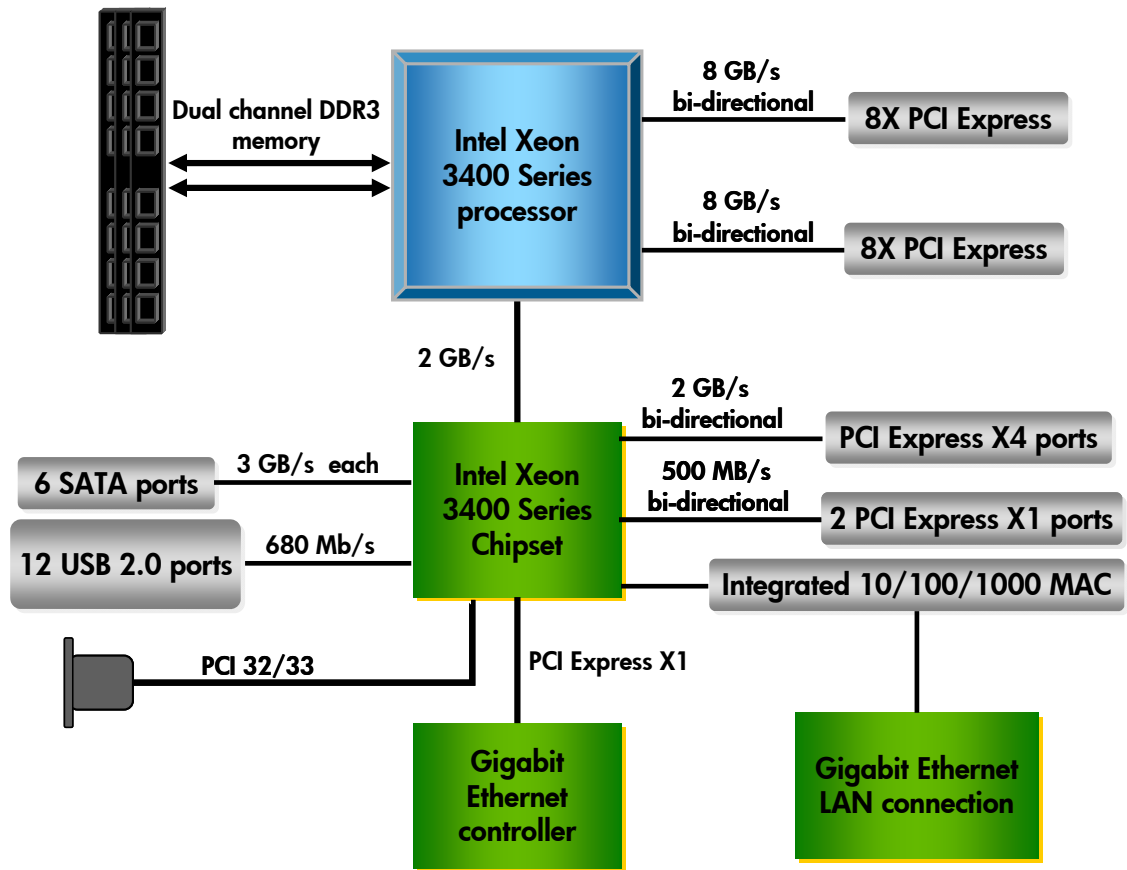 Dual channel DDR3
memory
Intel Xeon
3400 Series
processor
8 GB/s
bi-directional
8X PCI Express
8 GB/s
bi-directional
8X PCI Express
2 GB/s
2 GB/s
bi-directional
PCI Express X4 ports
6 SATA ports
3 GB/s each
Intel Xeon
3400 Series
Chipset
500 MB/s
bi-directional
2 PCI Express X1 ports
12 USB 2.0 ports
680 Mb/s
Integrated 10/100/1000 MAC
PCI 32/33
PCI Express X1
Gigabit
Ethernet
controller
Gigabit Ethernet
LAN connection